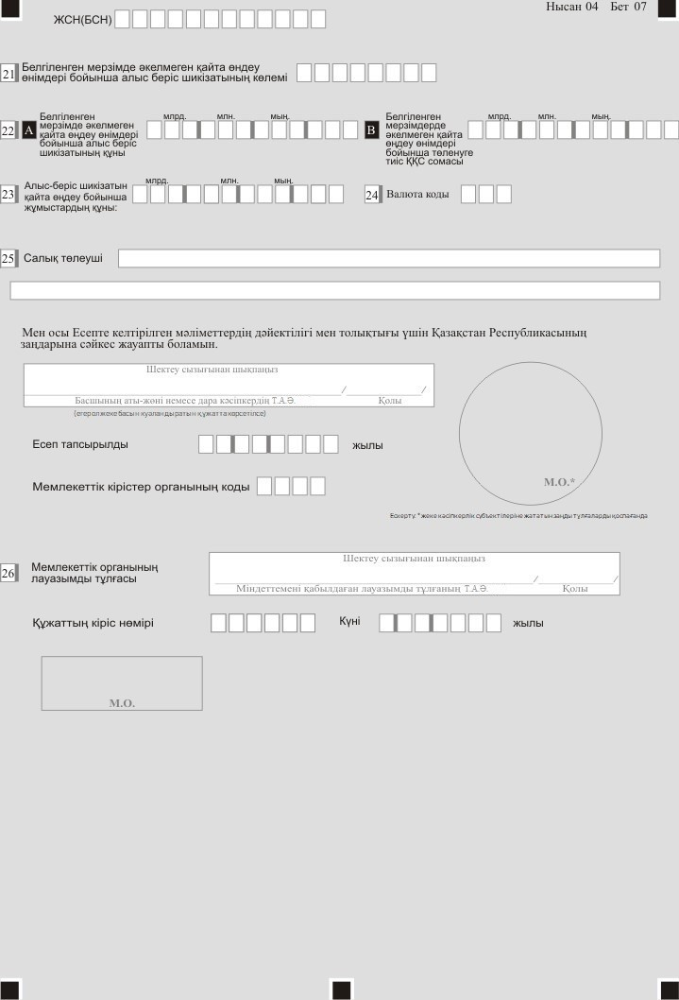 Нысан 04 Бет 07
ЖСН(БСН)
21 Белгіленген мерзімде әкелмеген қайта өңдеу
өнімдері бойынша алыс беріс шикізатының көлемі
22 A Белгіленген
мерзімде әкелмеген
қайта өңдеу өнімдері
бойынша алыс беріс
шикізатының құны
млрд. млн. мың.
B Белгіленген
мерзімдерде
әкелмеген қайта
өңдеу өнімдері
бойынша төленуге
тиіс ҚҚС сомасы
млрд. млн. мың.
23 Алыс-беріс шикізатын
қайта өңдеу бойынша
жұмыстардың құны:
млрд. млн. мың.
24 Валюта коды
25 Салық төлеуші
Мен осы Есепте келтірілген мәліметтердің дәйектілігі мен толықтығы үшін Қазақстан Республикасының
заңдарына сәйкес жауапты боламын.
Шектеу сызығынан шықпаңыз
/ /
Басшының аты-жөні немесе дара кәсіпкердің Т.А.Ә. Қолы
(егер ол жеке басын куәландыратын құжатта көрсетілсе)
Есеп тапсырылды жылы
М.О.*
Мемлекеттік кірістер органының коды
Ескерту: * жеке кәсіпкерлік субъектілеріне жататын заңды тұлғаларды қоспағанда
26 Мемлекеттік органының
лауазымды тұлғасы
Шектеу сызығынан шықпаңыз
/ /
Міндеттемені қабылдаған лауазымды тұлғаның Т.А.Ә. Қолы
Құжаттың кіріс нөмірі Күні жылы
М.О.